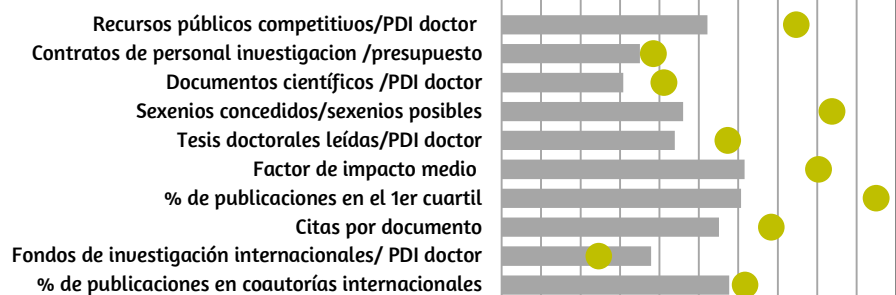 Recursos públicos competitivos/PDI doctor
Contratos de personal investigacion /presupuesto
Documentos científicos /PDI doctor
Sexenios concedidos/sexenios posibles
Tesis doctorales leídas/PDI doctor
Factor de impacto medio
% de publicaciones en el 1er cuartil
Citas por documento
Fondos de investigación internacionales/ PDI doctor
% de publicaciones en coautorías internacionales